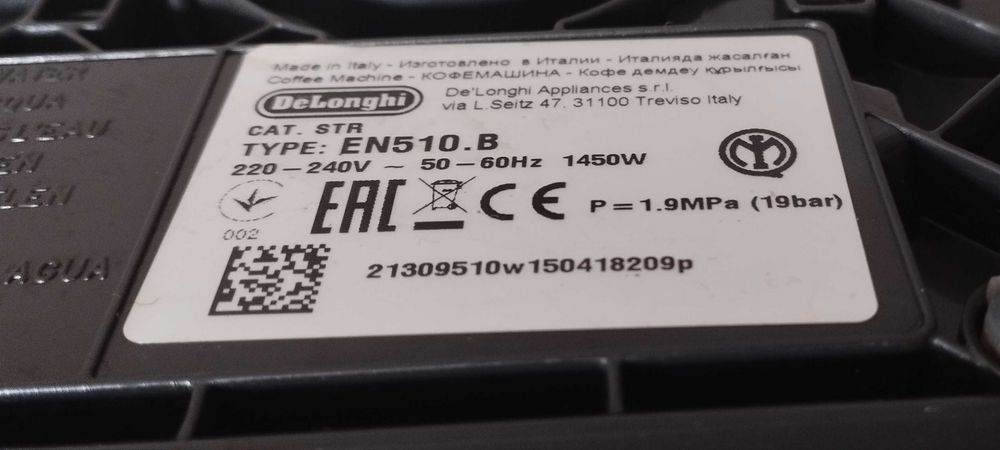 Made in Italy - Изготовлено в Италии - Италияда жасалған
Coffee Machine - КОФЕМАШИНА - Кофе демдеу құрылғысы
DeLonghi
De'Longhi Appliances s.r.l.
via L.Seitz 47. 31100 Treviso Italy
CAT. STR
TYPE: EN510.B
220-240V ~ 50-60Hz 1450W
EAC CE P=1.9MPa (19bar)
002
21309510w150418209p
AGUA